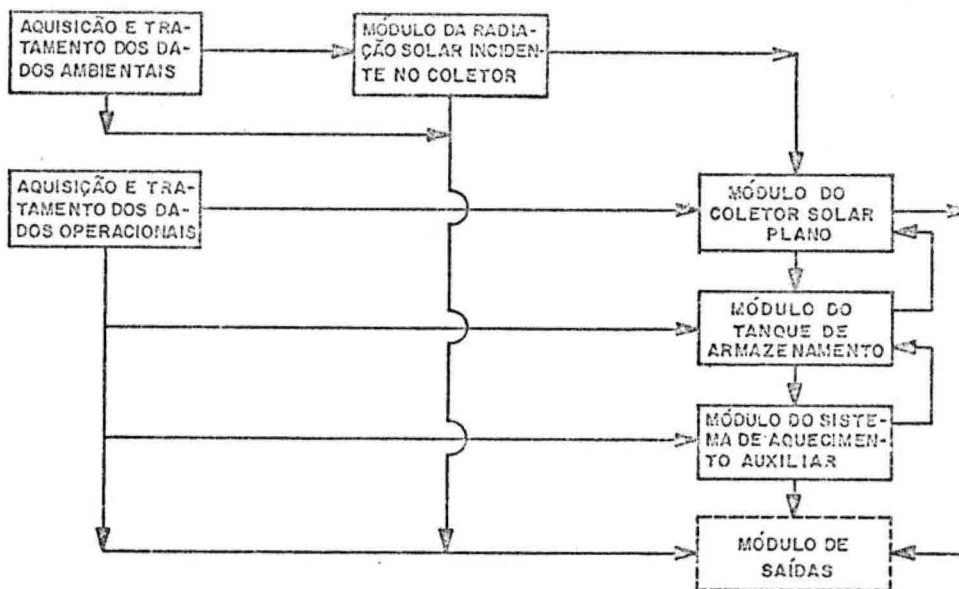 AQUISIÇÃO E TRA-
TAMENTO DOS DA-
DOS AMBIENTAIS
MÓDULO DA RADIA-
ÇÃO SOLAR INCIDEN-
TE NO COLETOR
AQUISIÇÃO E TRA-
TAMENTO DOS DA-
DOS OPERACIONAIS
MÓDULO DO
COLETOR SOLAR
PLANO
MÓDULO DO
TANQUE DE
ARMAZENAMENTO
MÓDULO DO SISTE-
MA DE AQUECIMEN-
TO AUXILIAR
MÓDULO DE
SAÍDAS